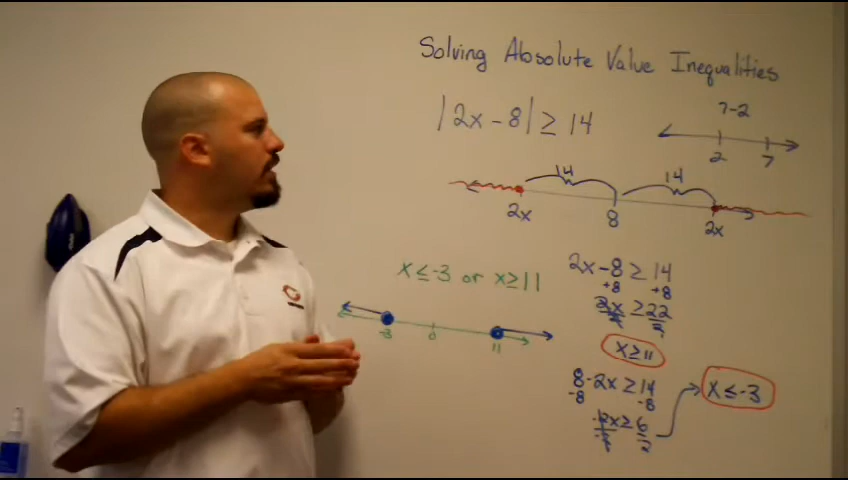 Solving Absolute Value Inequalities
|2x - 8| ≥ 14
7-2
2 7
14 14
2x 8 2x
x ≤ -3 or x ≥ 11
-3 0 11
2x - 8 ≥ 14
+8 +8
2x ≥ 22
2 2
x ≥ 11
8 - 2x ≥ 14
-8 -8
-2x ≥ 6
-2 -2
x ≤ -3